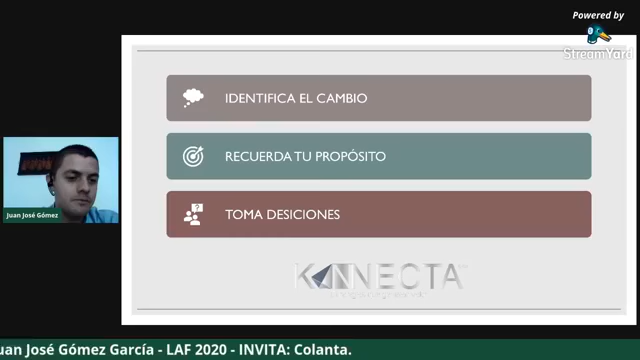 Powered by
StreamYard
IDENTIFICA EL CAMBIO
RECUERDA TU PROPÓSITO
?
TOMA DESICIONES
Juan José Gómez
KONNECTA
uan José Gómez García - LAF 2020 - INVITA: Colanta.